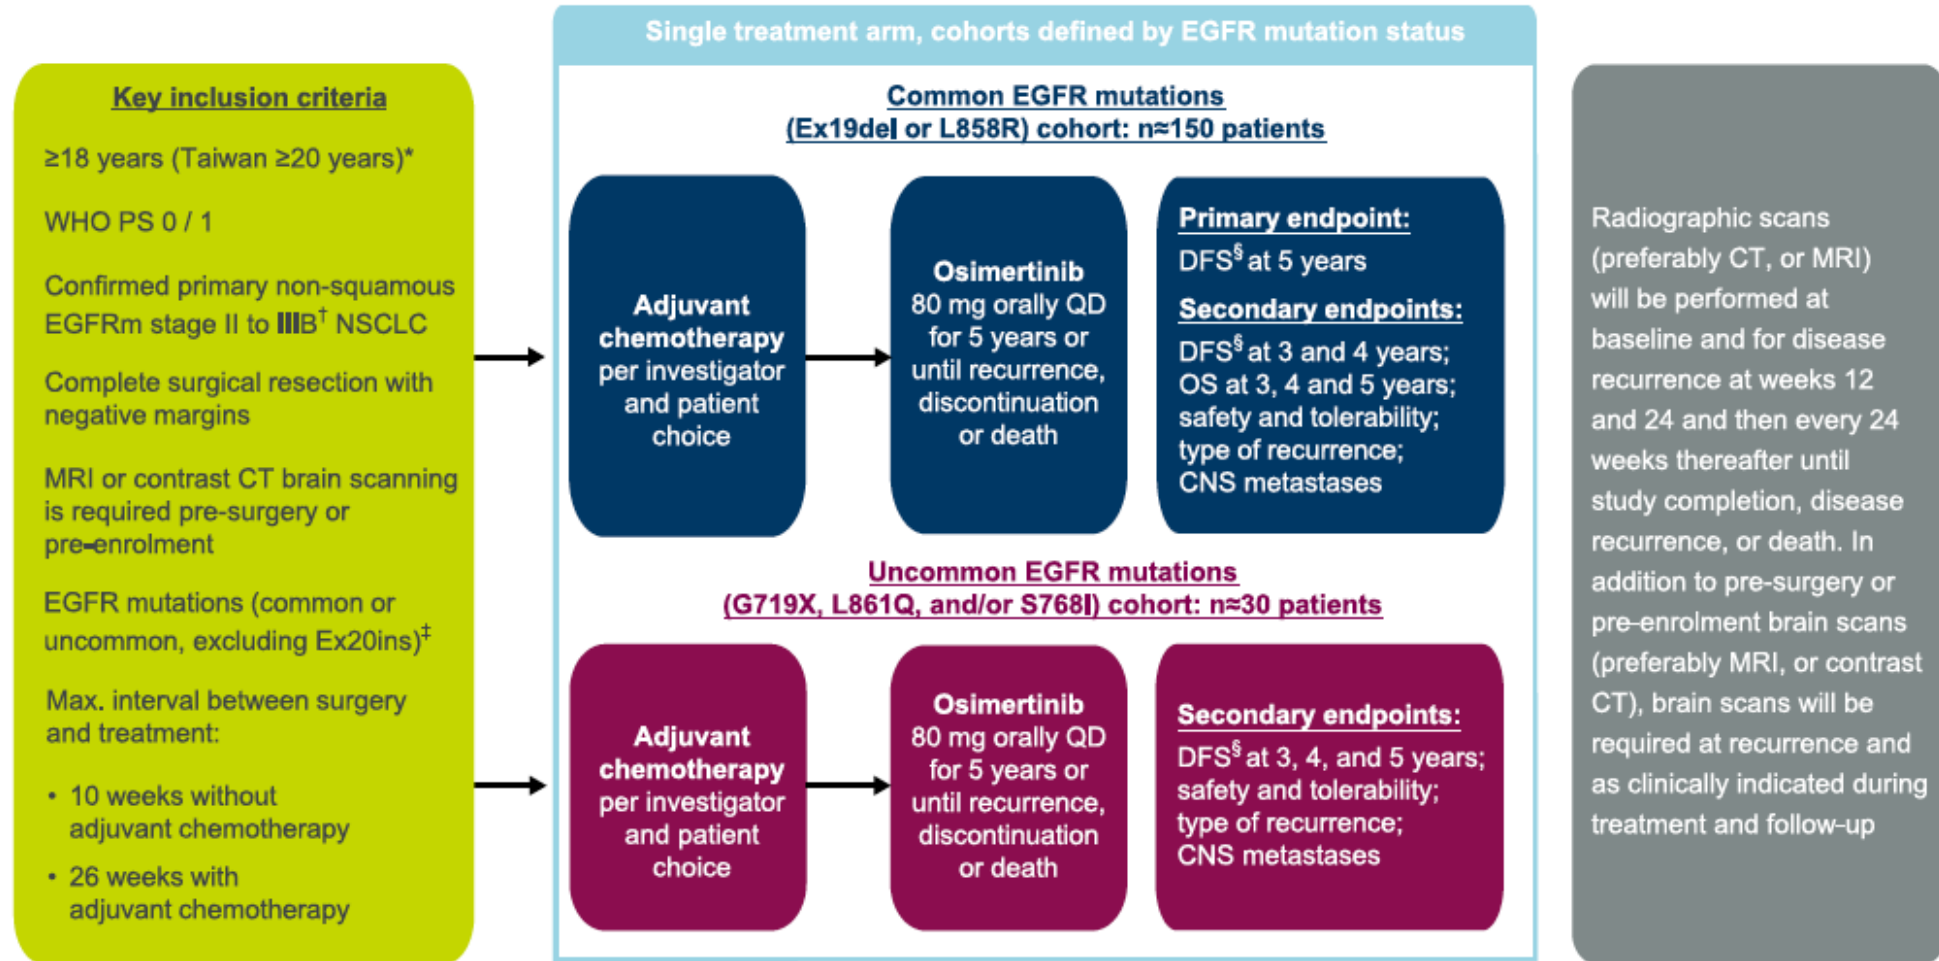 Key inclusion criteria
≥18 years (Taiwan ≥20 years)*
WHO PS 0 / 1
Confirmed primary non-squamous
EGFRm stage II to IIIB† NSCLC
Complete surgical resection with
negative margins
MRI or contrast CT brain scanning
is required pre-surgery or
pre-enrolment
EGFR mutations (common or
uncommon, excluding Ex20ins)‡
Max. interval between surgery
and treatment:
• 10 weeks without
adjuvant chemotherapy
• 26 weeks with
adjuvant chemotherapy
Single treatment arm, cohorts defined by EGFR mutation status
Common EGFR mutations
(Ex19del or L858R) cohort: n≈150 patients
Adjuvant
chemotherapy
per investigator
and patient
choice
Osimertinib
80 mg orally QD
for 5 years or
until recurrence,
discontinuation
or death
Primary endpoint:
DFS§ at 5 years
Secondary endpoints:
DFS§ at 3 and 4 years;
OS at 3, 4 and 5 years;
safety and tolerability;
type of recurrence;
CNS metastases
Uncommon EGFR mutations
(G719X, L861Q, and/or S768I) cohort: n≈30 patients
Adjuvant
chemotherapy
per investigator
and patient
choice
Osimertinib
80 mg orally QD
for 5 years or
until recurrence,
discontinuation
or death
Secondary endpoints:
DFS§ at 3, 4, and 5 years;
safety and tolerability;
type of recurrence;
CNS metastases
Radiographic scans
(preferably CT, or MRI)
will be performed at
baseline and for disease
recurrence at weeks 12
and 24 and then every 24
weeks thereafter until
study completion, disease
recurrence, or death. In
addition to pre-surgery or
pre-enrolment brain scans
(preferably MRI, or contrast
CT), brain scans will be
required at recurrence and
as clinically indicated during
treatment and follow-up